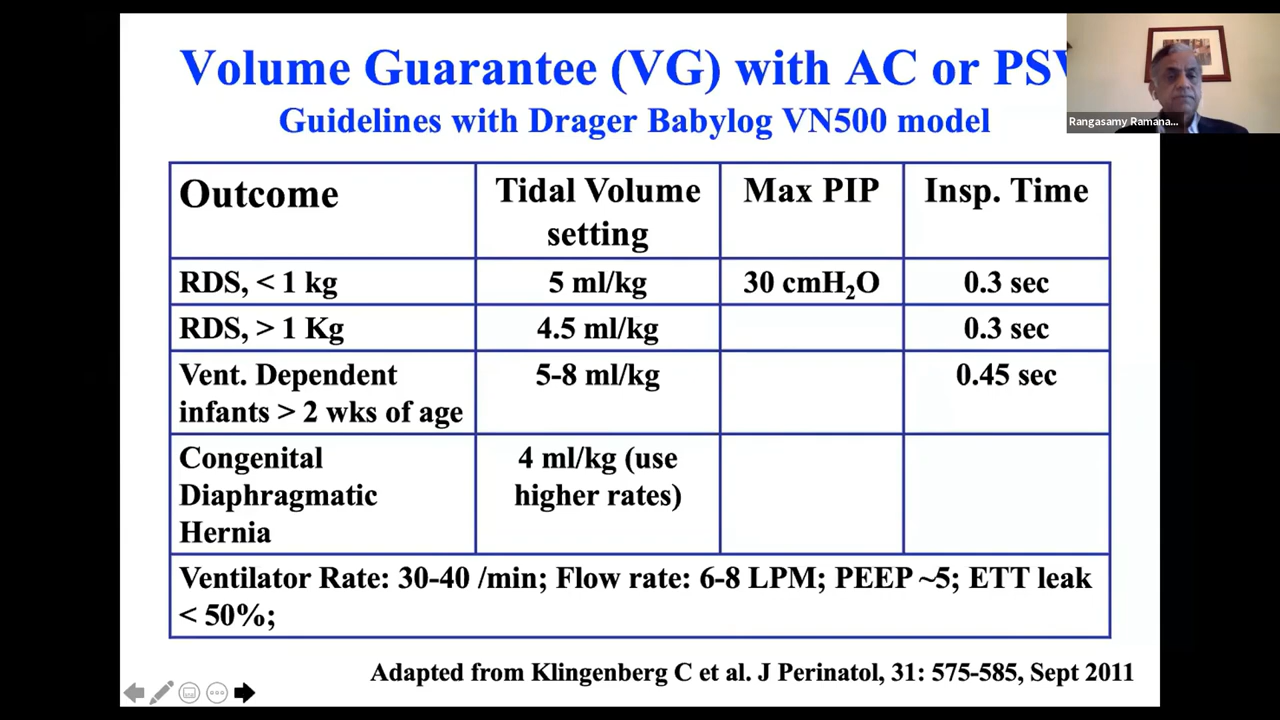 Volume Guarantee (VG) with AC or PSV
Guidelines with Drager Babylog VN500 model
Rangasamy Ramana...
Outcome
Tidal Volume
setting
Max PIP
Insp. Time
RDS, < 1 kg
5 ml/kg
30 cmH₂O
0.3 sec
RDS, > 1 Kg
4.5 ml/kg
0.3 sec
Vent. Dependent
infants > 2 wks of age
5-8 ml/kg
0.45 sec
Congenital
Diaphragmatic
Hernia
4 ml/kg (use
higher rates)
Ventilator Rate: 30-40 /min; Flow rate: 6-8 LPM; PEEP ~5; ETT leak
< 50%;
Adapted from Klingenberg C et al. J Perinatol, 31: 575-585, Sept 2011